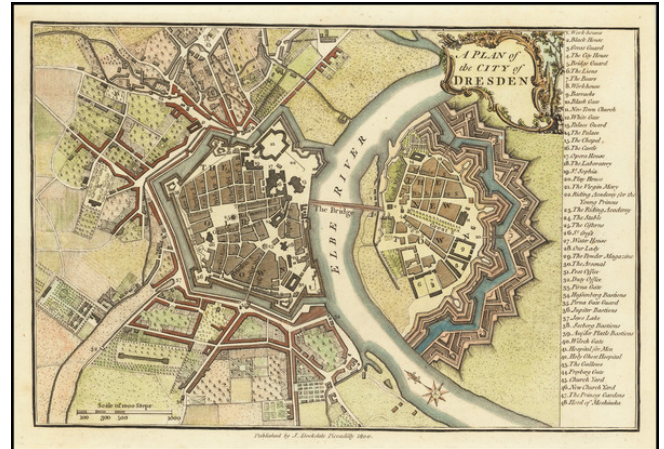 A PLAN of
the CITY of
DRESDEN
ELBE RIVER
The Bridge
Scale of 1000 Steps
1. Work house
2. Black House
3. Great Guard
4. The City House
5. Bridge Guard
6. The Lions
7. The Bears
8. Workhouse
9. Barracks
10. Black Gate
11. New Town Church
12. White Gate
13. Palace Guard
14. The Palace
15. The Chapel
16. The Castle
17. Opera House
18. The Laboratory
19. St. Sophia
20. Play House
21. The Virgin Mary
22. Riding Academy for the
Young Princes
23. The Riding Academy
24. The Stable
25. The Cisterns
27. Water House
28. Our Lady
29. The Powder Magazine
30. The Arsenal
31. Post Office
32. Duty Office
33. Pirna Gate
35. Pirna Gate Guard
36. Jupiter Bastions
37. Jews Lake
40. Wilsch Gate
41. Hospital for Men
42. Holy Ghost Hospital
43. The Gallows
45. Church Yard
46. New Church Yard
47. The Princes Gardens
Published by J. Stockdale Piccadilly 1800.